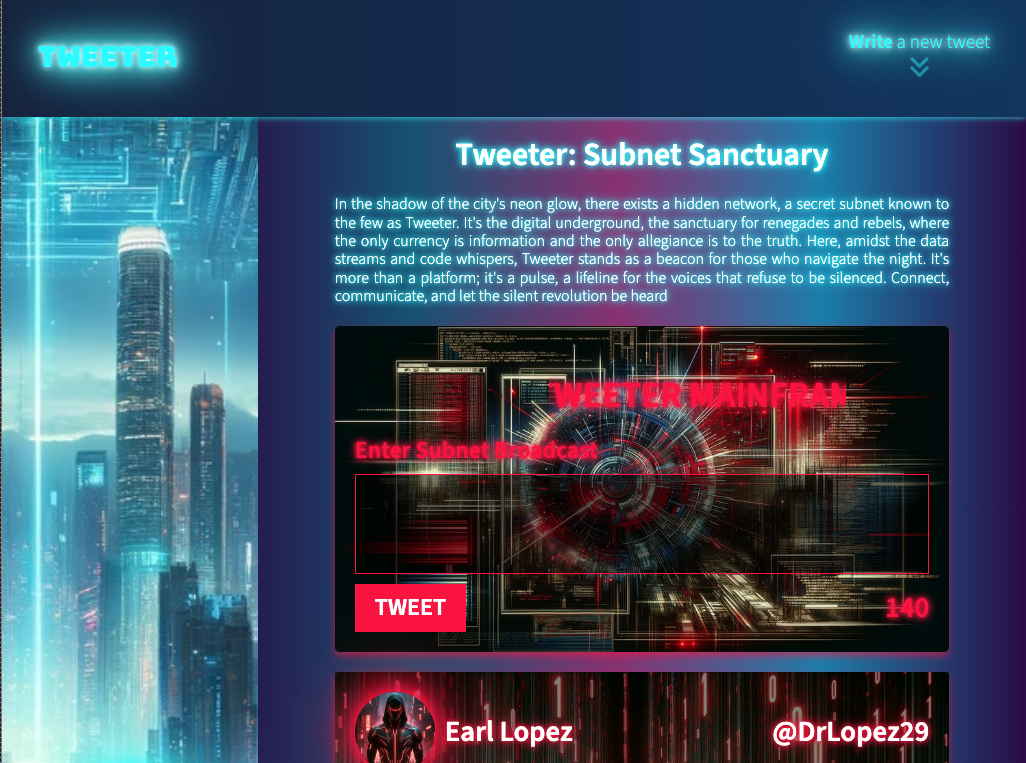 TWEETER
Write a new tweet
Tweeter: Subnet Sanctuary
In the shadow of the city's neon glow, there exists a hidden network, a secret subnet known to
the few as Tweeter. It's the digital underground, the sanctuary for renegades and rebels, where
the only currency is information and the only allegiance is to the truth. Here, amidst the data
streams and code whispers, Tweeter stands as a beacon for those who navigate the night. It's
more than a platform; it's a pulse, a lifeline for the voices that refuse to be silenced. Connect,
communicate, and let the silent revolution be heard
WEETER MAINFRAN
Enter Subnet Broadcast
TWEET
140
Earl Lopez
@DrLopez29